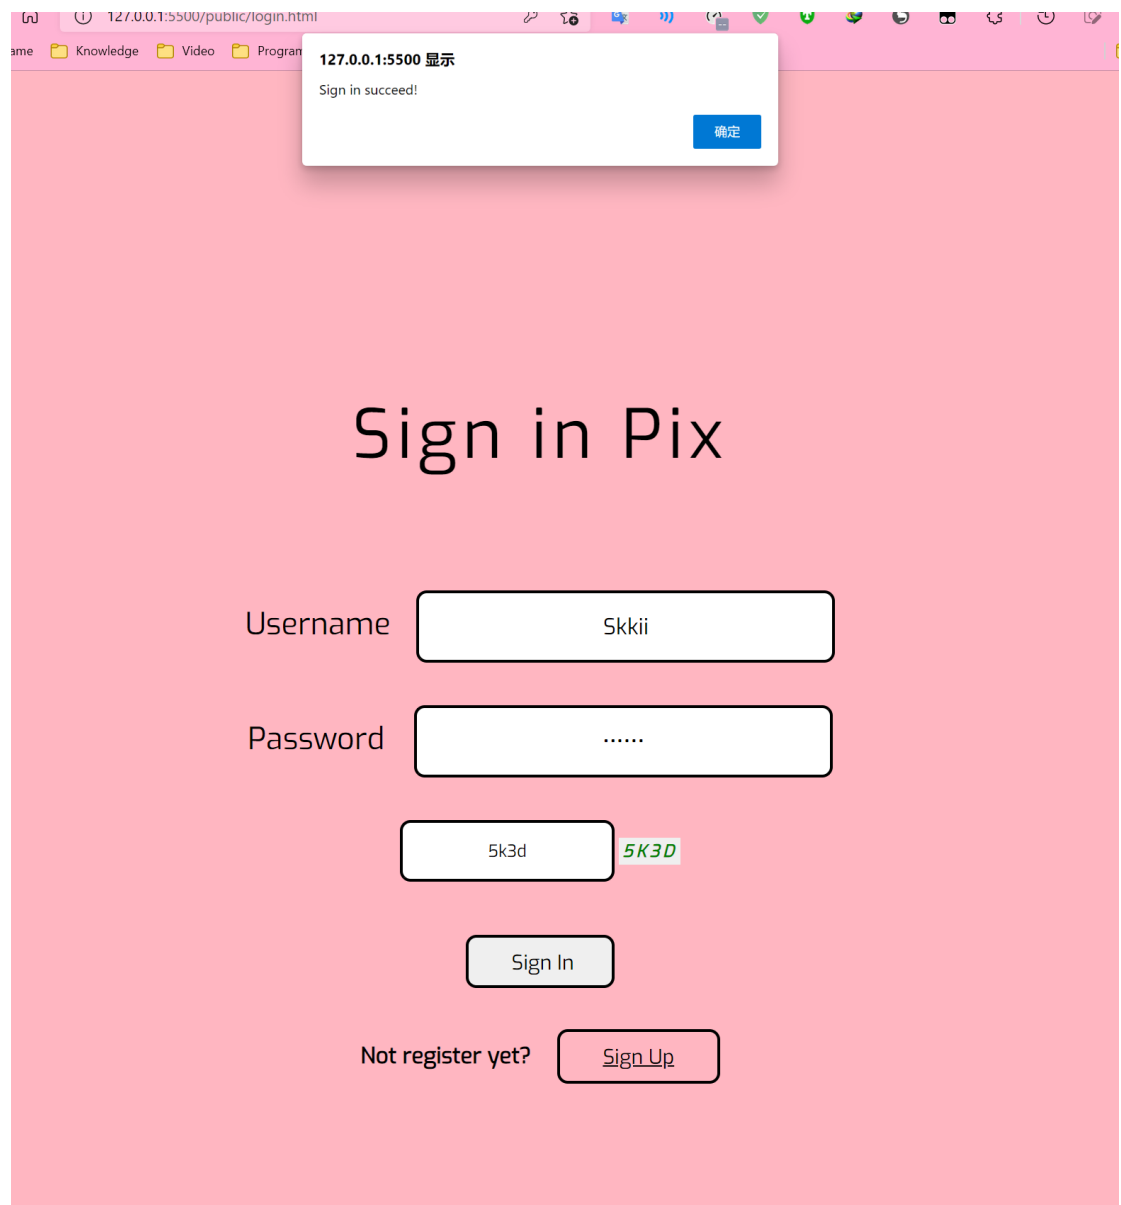 127.0.0.1:5500/public/login.html
ame Knowledge Video Program
127.0.0.1:5500 显示
Sign in succeed!
确定
Sign in Pix
Username Skkii
Password ••••••
5k3d 5K3D
Sign In
Not register yet? Sign Up